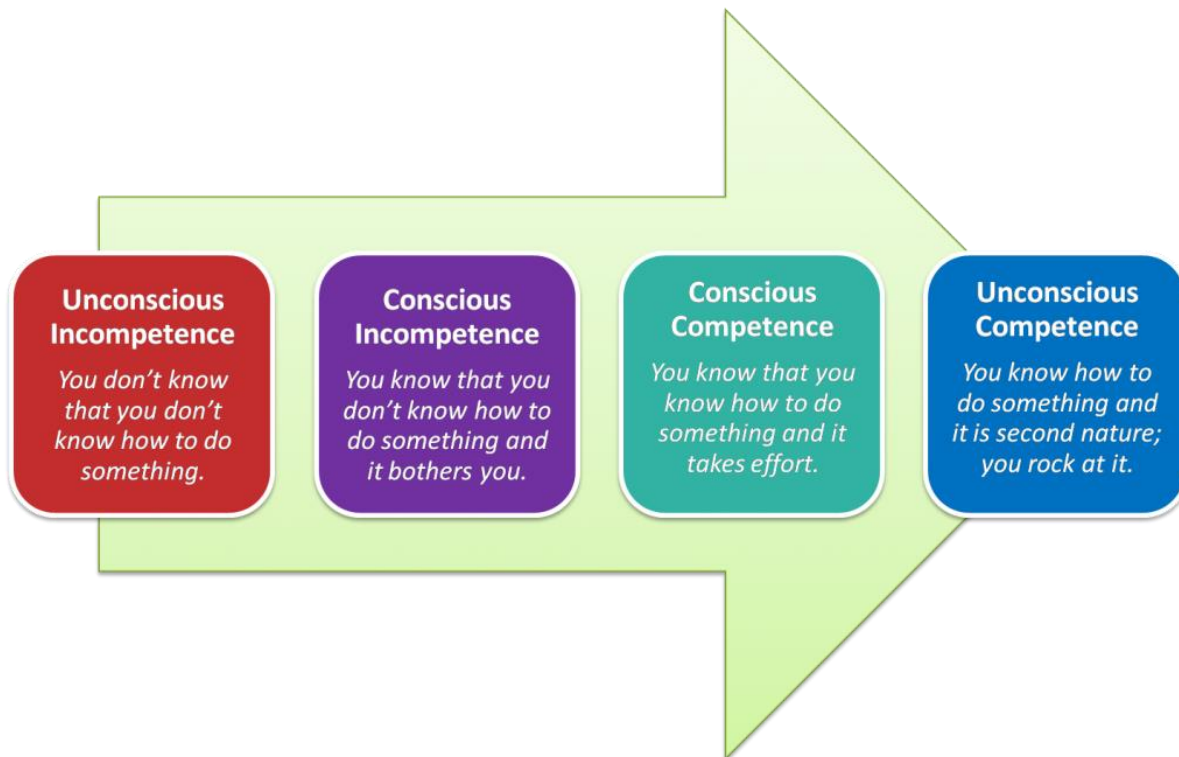 Unconscious
Incompetence
You don’t know
that you don’t
know how to do
something.
Conscious
Incompetence
You know that you
don’t know how to
do something and
it bothers you.
Conscious
Competence
You know that you
know how to do
something and it
takes effort.
Unconscious
Competence
You know how to
do something and
it is second nature;
you rock at it.